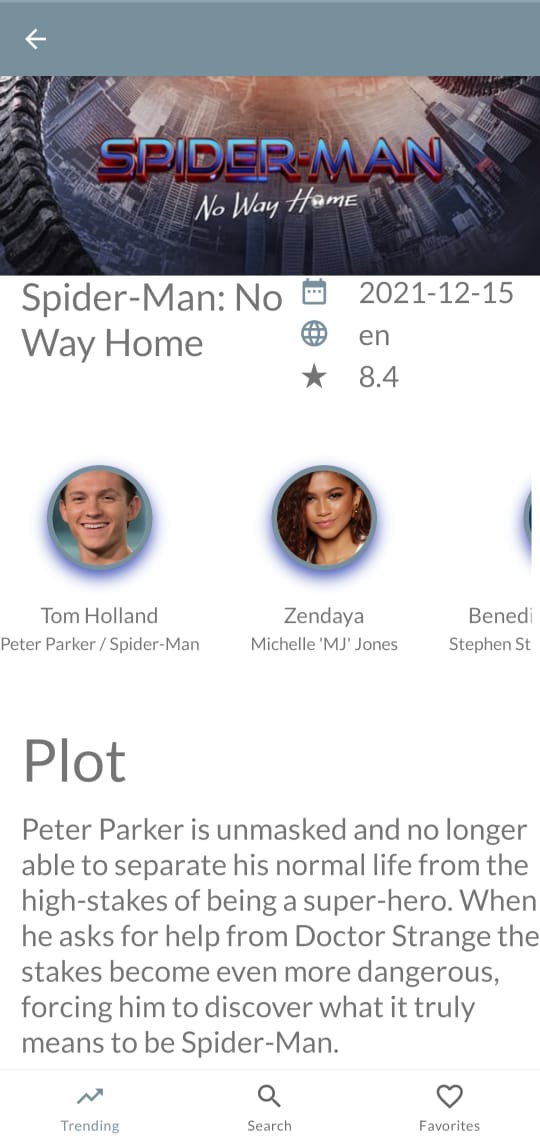 SPIDER-MAN
No Way Home
Spider-Man: No
Way Home
2021-12-15
en
8.4
Tom Holland
Peter Parker / Spider-Man
Zendaya
Michelle 'MJ' Jones
Benedi
Stephen St
Plot
Peter Parker is unmasked and no longer
able to separate his normal life from the
high-stakes of being a super-hero. When
he asks for help from Doctor Strange the
stakes become even more dangerous,
forcing him to discover what it truly
means to be Spider-Man.
Trending
Search
Favorites